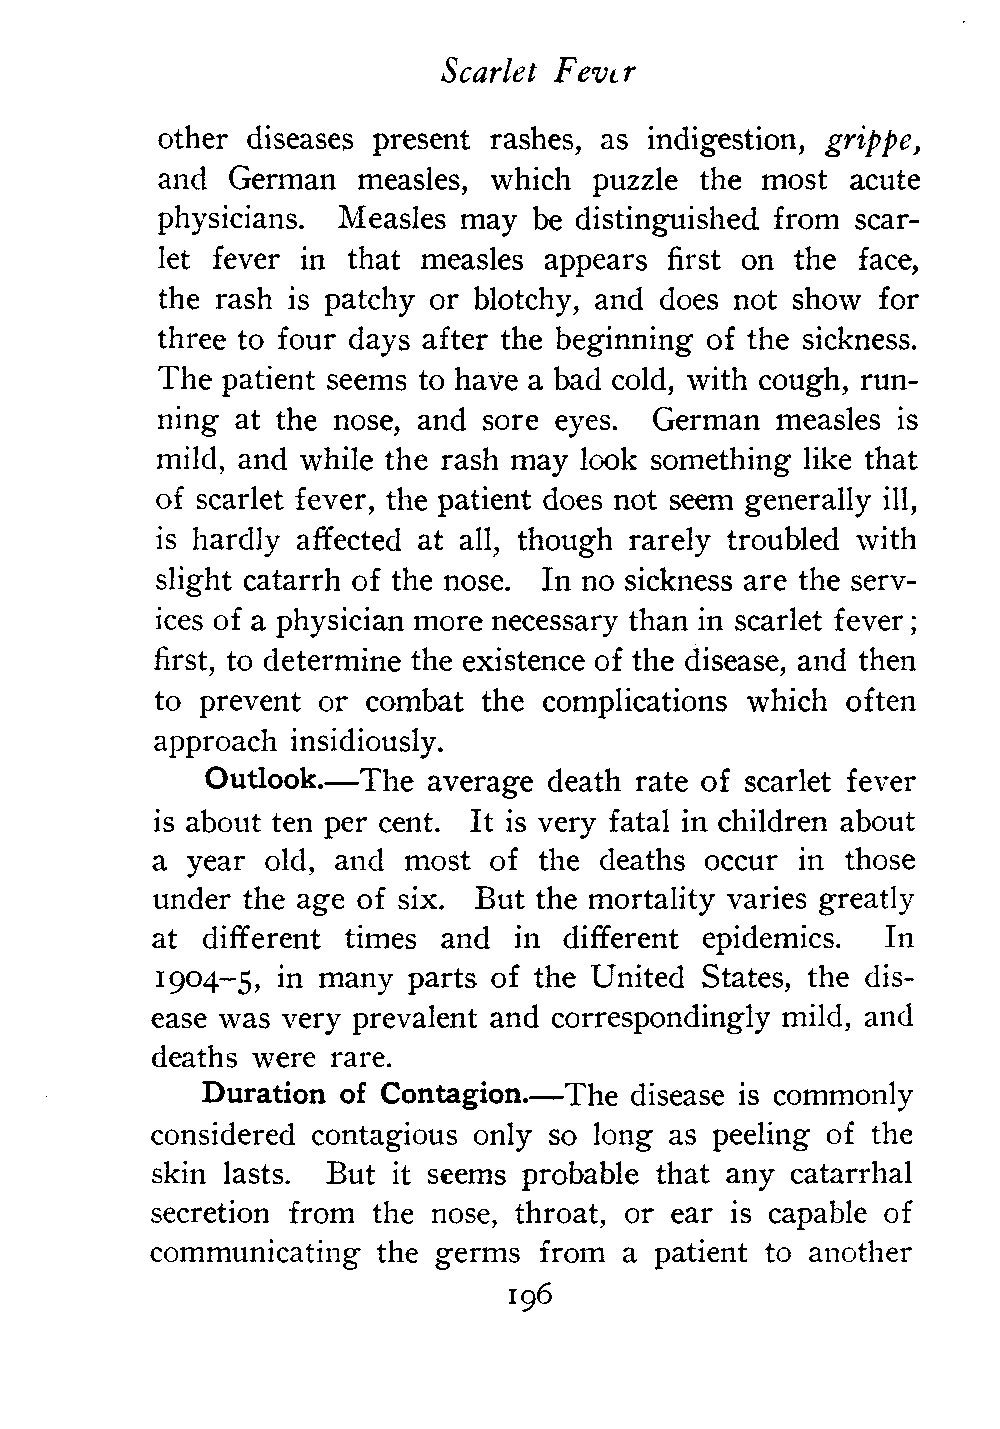 Scarlet Fever
other diseases present rashes, as indigestion, grippe,
and German measles, which puzzle the most acute
physicians. Measles may be distinguished from scar-
let fever in that measles appears first on the face,
the rash is patchy or blotchy, and does not show for
three to four days after the beginning of the sickness.
The patient seems to have a bad cold, with cough, run-
ning at the nose, and sore eyes. German measles is
mild, and while the rash may look something like that
of scarlet fever, the patient does not seem generally ill,
is hardly affected at all, though rarely troubled with
slight catarrh of the nose. In no sickness are the serv-
ices of a physician more necessary than in scarlet fever;
first, to determine the existence of the disease, and then
to prevent or combat the complications which often
approach insidiously.
Outlook.—The average death rate of scarlet fever
is about ten per cent. It is very fatal in children about
a year old, and most of the deaths occur in those
under the age of six. But the mortality varies greatly
at different times and in different epidemics. In
1904–5, in many parts of the United States, the dis-
ease was very prevalent and correspondingly mild, and
deaths were rare.
Duration of Contagion.—The disease is commonly
considered contagious only so long as peeling of the
skin lasts. But it seems probable that any catarrhal
secretion from the nose, throat, or ear is capable of
communicating the germs from a patient to another
196